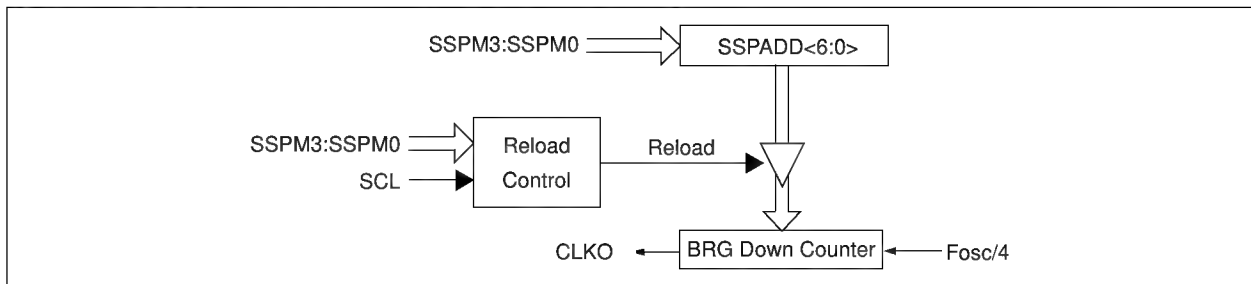 SSPM3:SSPM0
SSPADD<6:0>
SSPM3:SSPM0
SCL
Reload
Control
Reload
CLKO
BRG Down Counter
Fosc/4